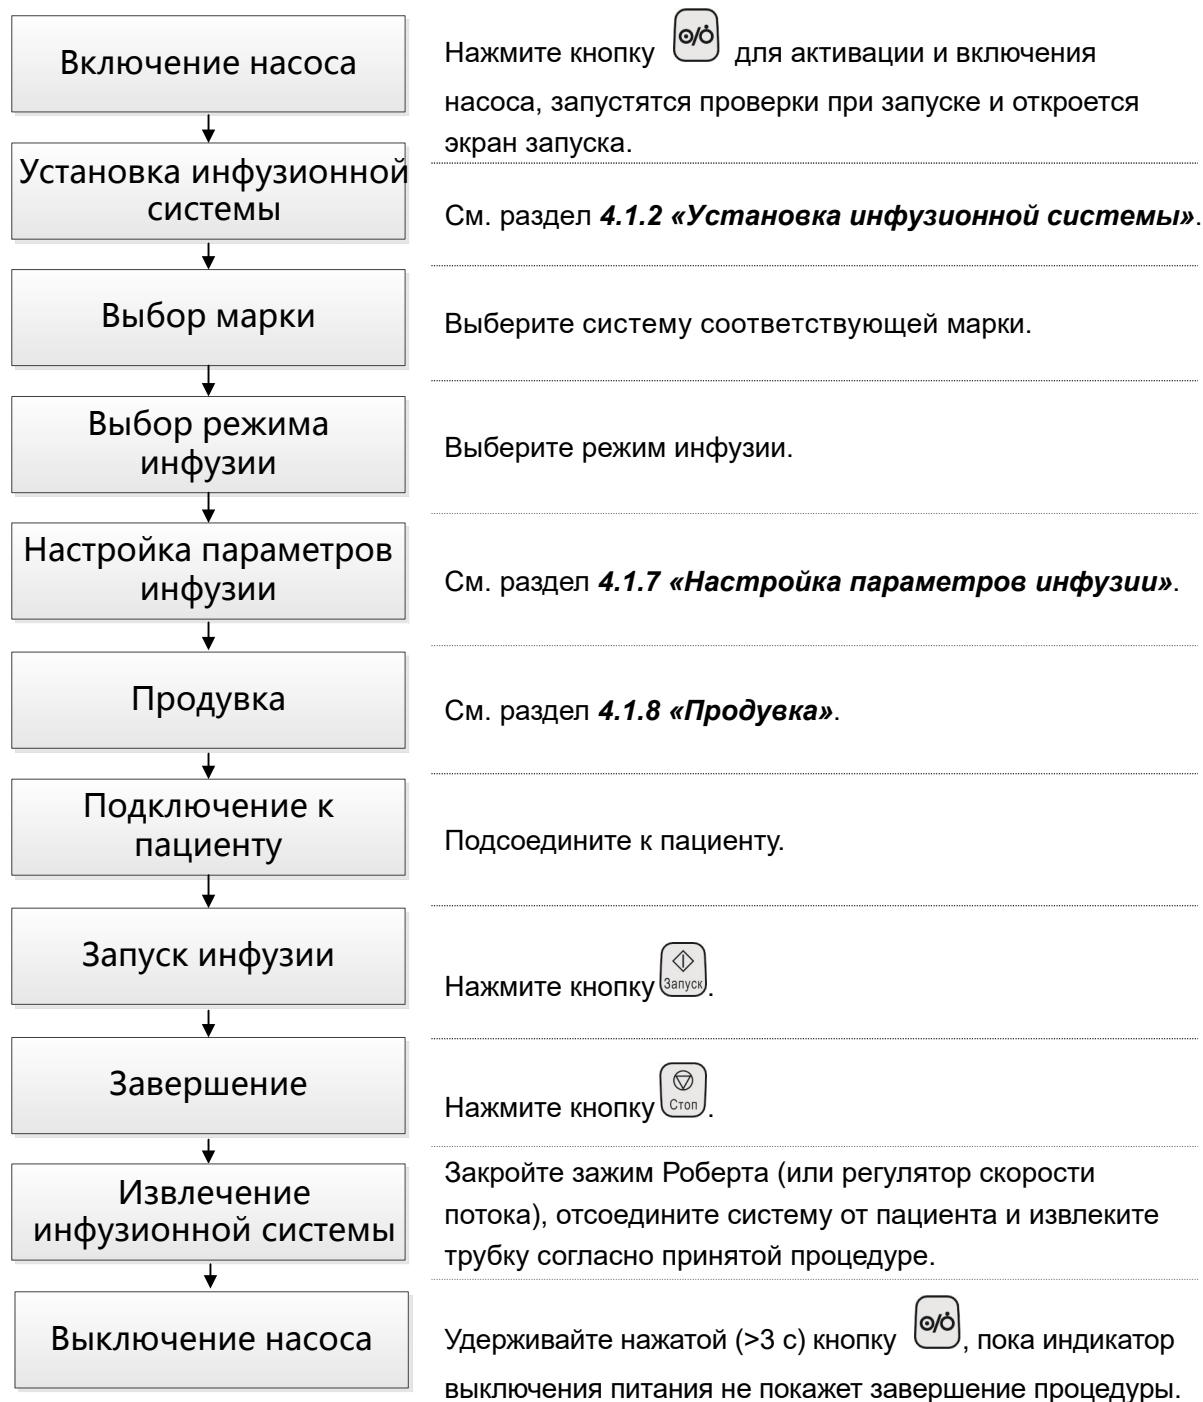 Включение насоса
Нажмите кнопку для активации и включения
насоса, запустятся проверки при запуске и откроется
экран запуска.
Установка инфузионной
системы
См. раздел 4.1.2 «Установка инфузионной системы».
Выбор марки
Выберите систему соответствующей марки.
Выбор режима
инфузии
Выберите режим инфузии.
Настройка параметров
инфузии
См. раздел 4.1.7 «Настройка параметров инфузии».
Продувка
См. раздел 4.1.8 «Продувка».
Подключение к
пациенту
Подсоедините к пациенту.
Запуск инфузии
Нажмите кнопку Запуск.
Завершение
Нажмите кнопку Стоп.
Извлечение
инфузионной системы
Закройте зажим Роберта (или регулятор скорости
потока), отсоедините систему от пациента и извлеките
трубку согласно принятой процедуре.
Выключение насоса
Удерживайте нажатой (>3 с) кнопку , пока индикатор
выключения питания не покажет завершение процедуры.